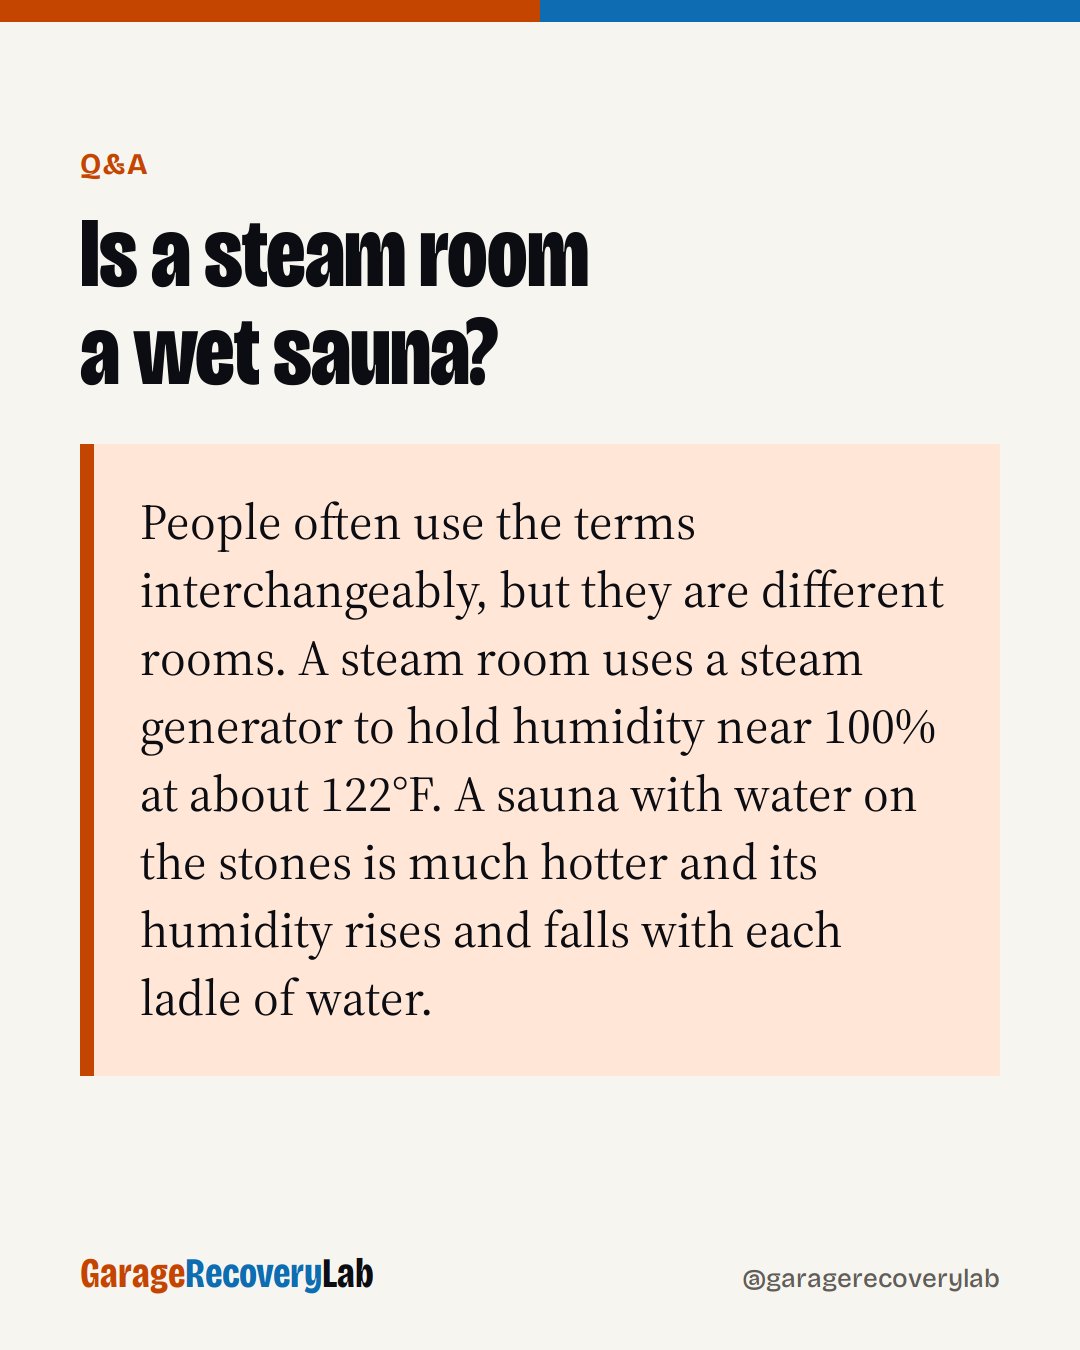 Q&A
Is a steam room
a wet sauna?
People often use the terms
interchangeably, but they are different
rooms. A steam room uses a steam
generator to hold humidity near 100%
at about 122°F. A sauna with water on
the stones is much hotter and its
humidity rises and falls with each
ladle of water.
GarageRecoveryLab
@garagerecoverylab